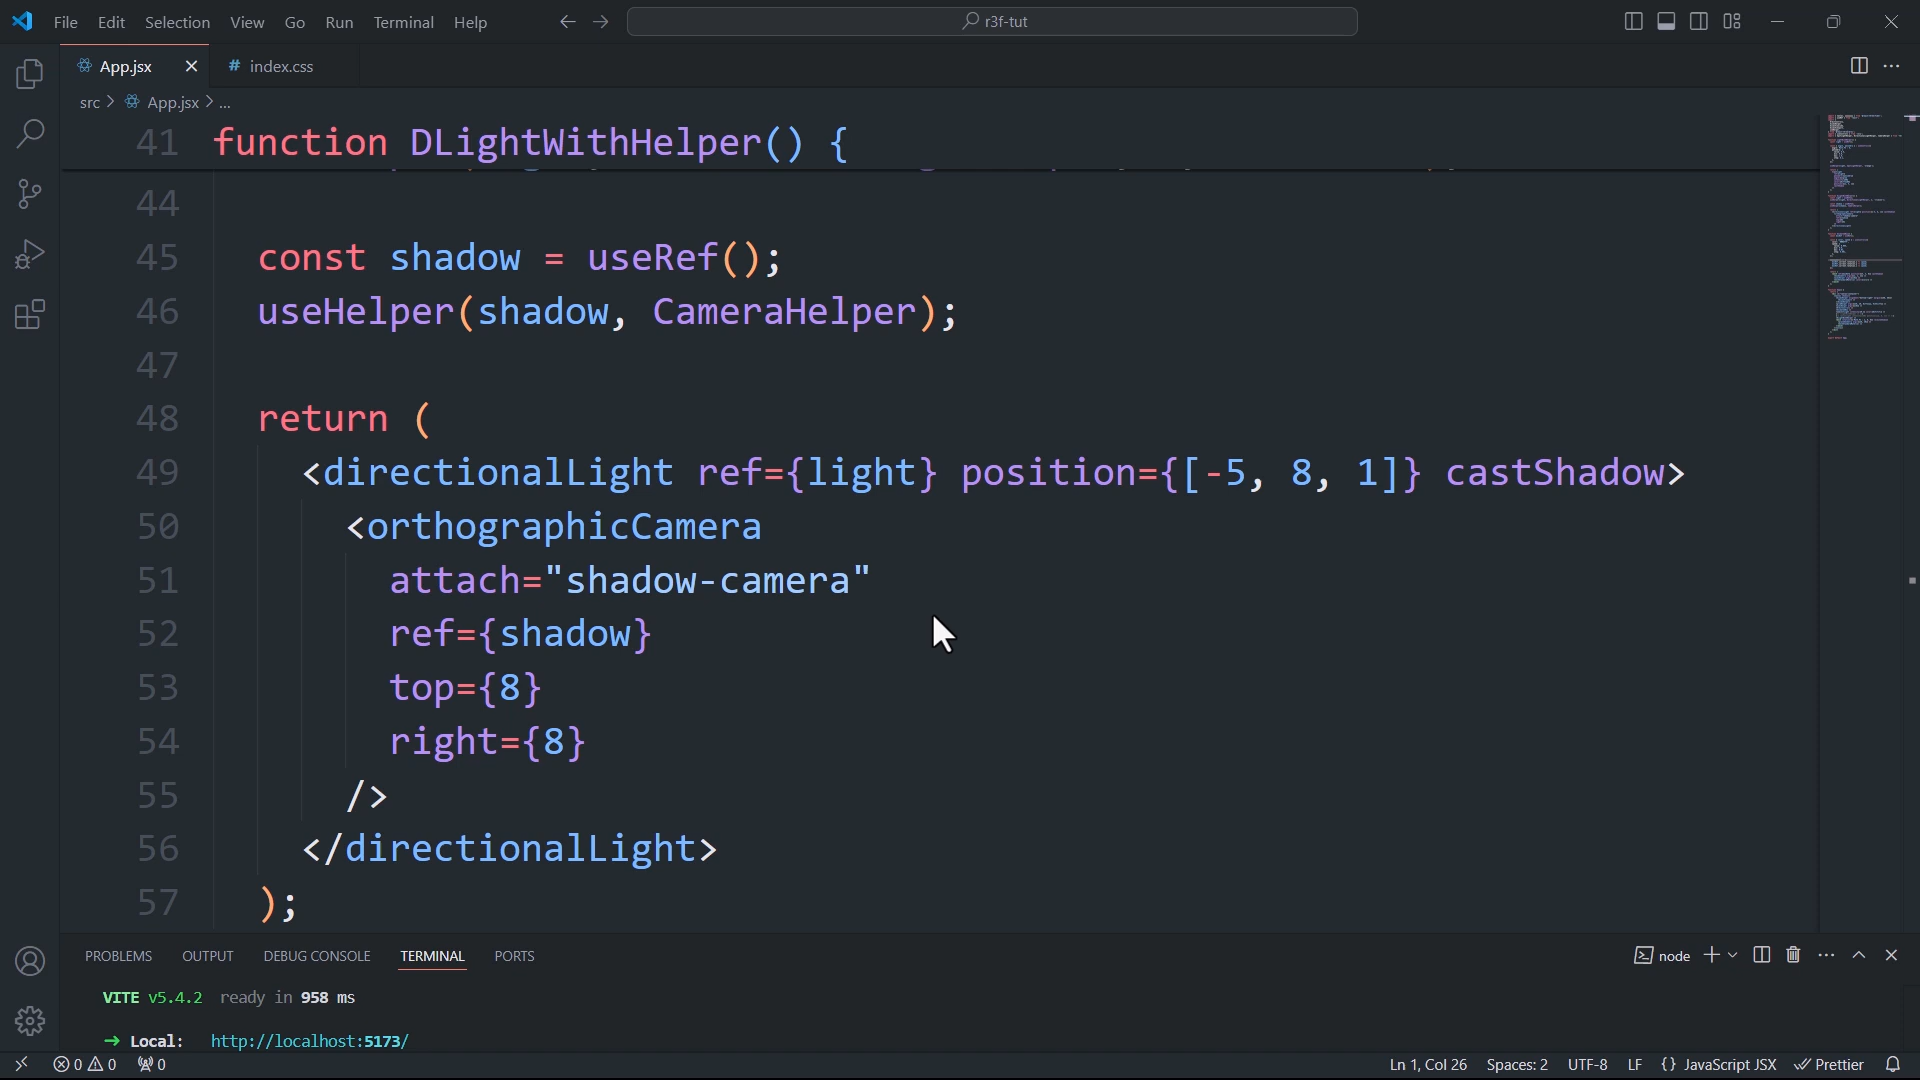 File Edit Selection View Go Run Terminal Help
r3f-tut
App.jsx
# index.css
src > App.jsx > ...
41 function DLightWithHelper() {
44
45 const shadow = useRef();
46 useHelper(shadow, CameraHelper);
47
48 return (
49 <directionalLight ref={light} position={[-5, 8, 1]} castShadow>
50 <orthographicCamera
51 attach="shadow-camera"
52 ref={shadow}
53 top={8}
54 right={8}
55 />
56 </directionalLight>
57 );
PROBLEMS OUTPUT DEBUG CONSOLE TERMINAL PORTS
node
VITE v5.4.2 ready in 958 ms
➜ Local: http://localhost:5173/
0 0 0
Ln 1, Col 26 Spaces: 2 UTF-8 LF {} JavaScript JSX Prettier